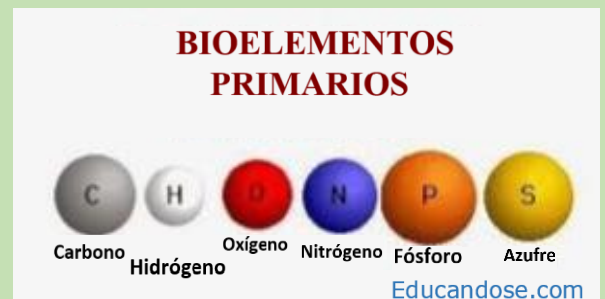 BIOELEMENTOS
PRIMARIOS
C H O N P S
Carbono Hidrógeno Oxígeno Nitrógeno Fósforo Azufre
Educandose.com